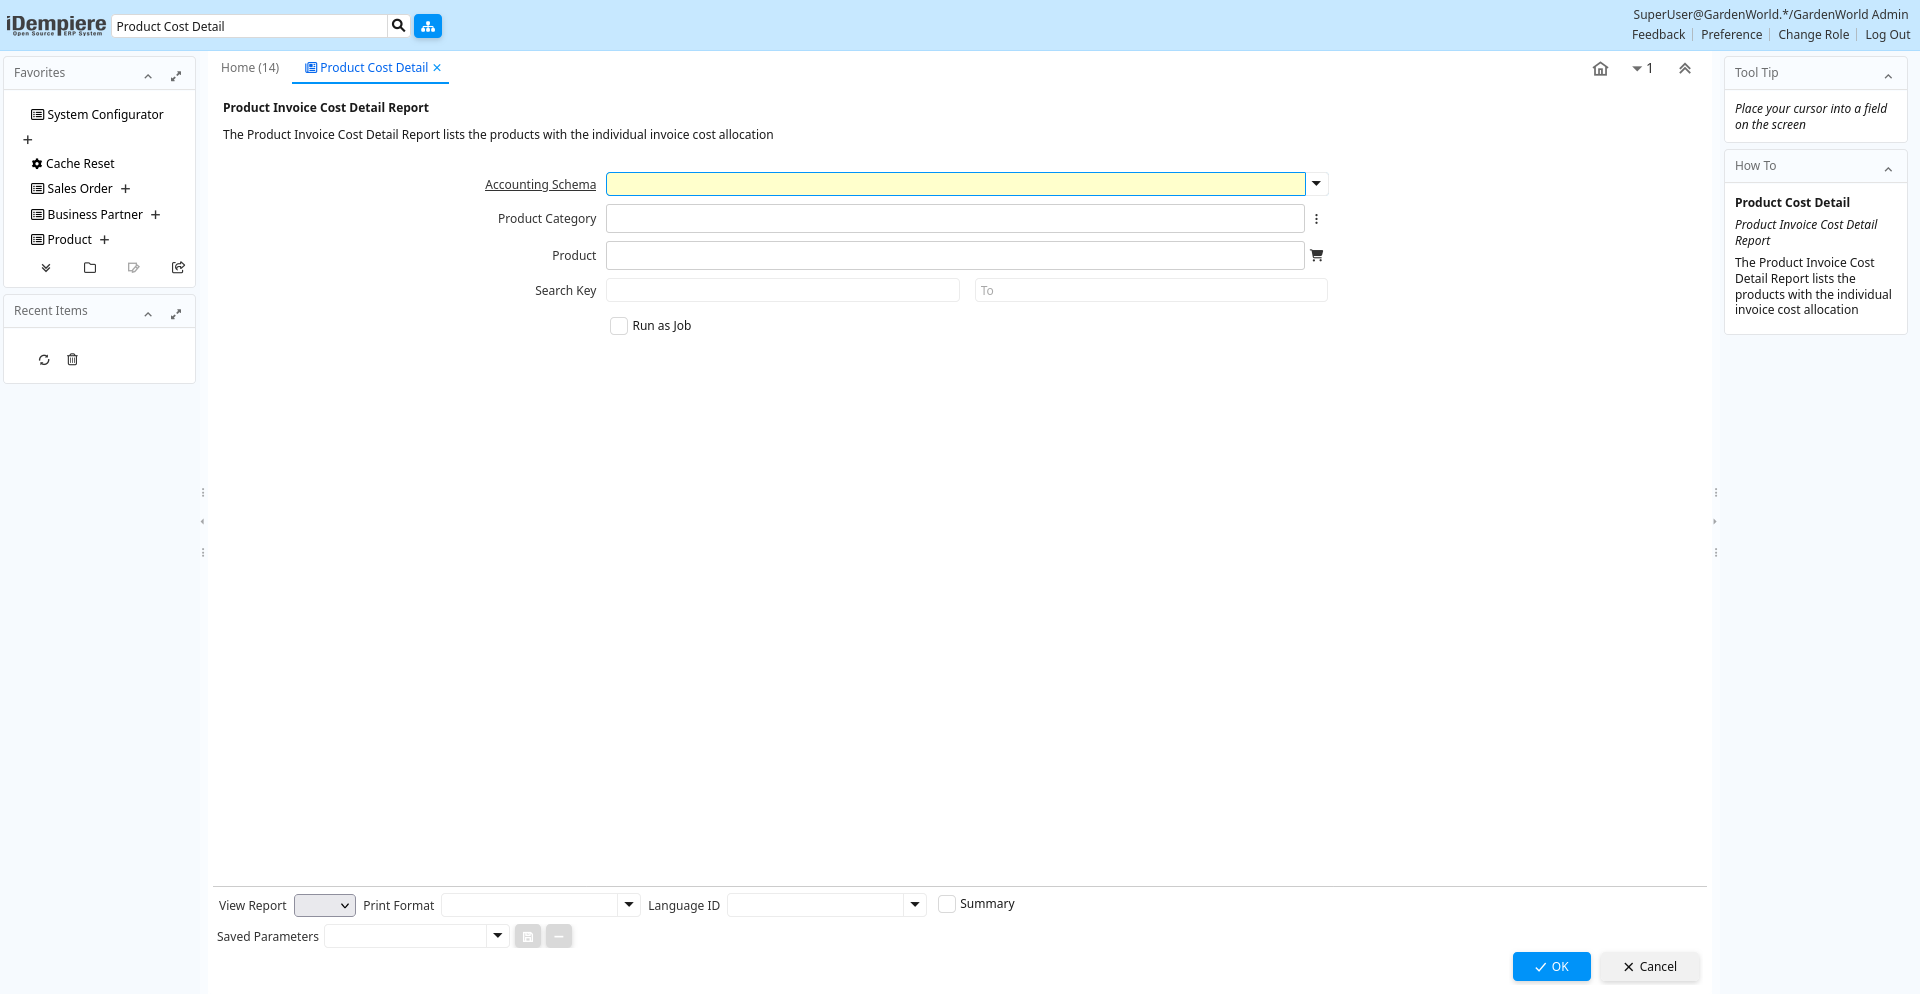 iDempiere
Open Source ERP System
Product Cost Detail
SuperUser@GardenWorld.*/GardenWorld Admin
Feedback
Preference
Change Role
Log Out
Favorites
System Configurator
Cache Reset
Sales Order
Business Partner
Product
Recent Items
Home (14)
Product Cost Detail
1
Product Invoice Cost Detail Report
The Product Invoice Cost Detail Report lists the products with the individual invoice cost allocation
Accounting Schema
Product Category
Product
Search Key
To
Run as Job
View Report
Print Format
Language ID
Summary
Saved Parameters
OK
Cancel
Tool Tip
Place your cursor into a field
on the screen
How To
Product Cost Detail
Product Invoice Cost Detail
Report
The Product Invoice Cost
Detail Report lists the
products with the individual
invoice cost allocation